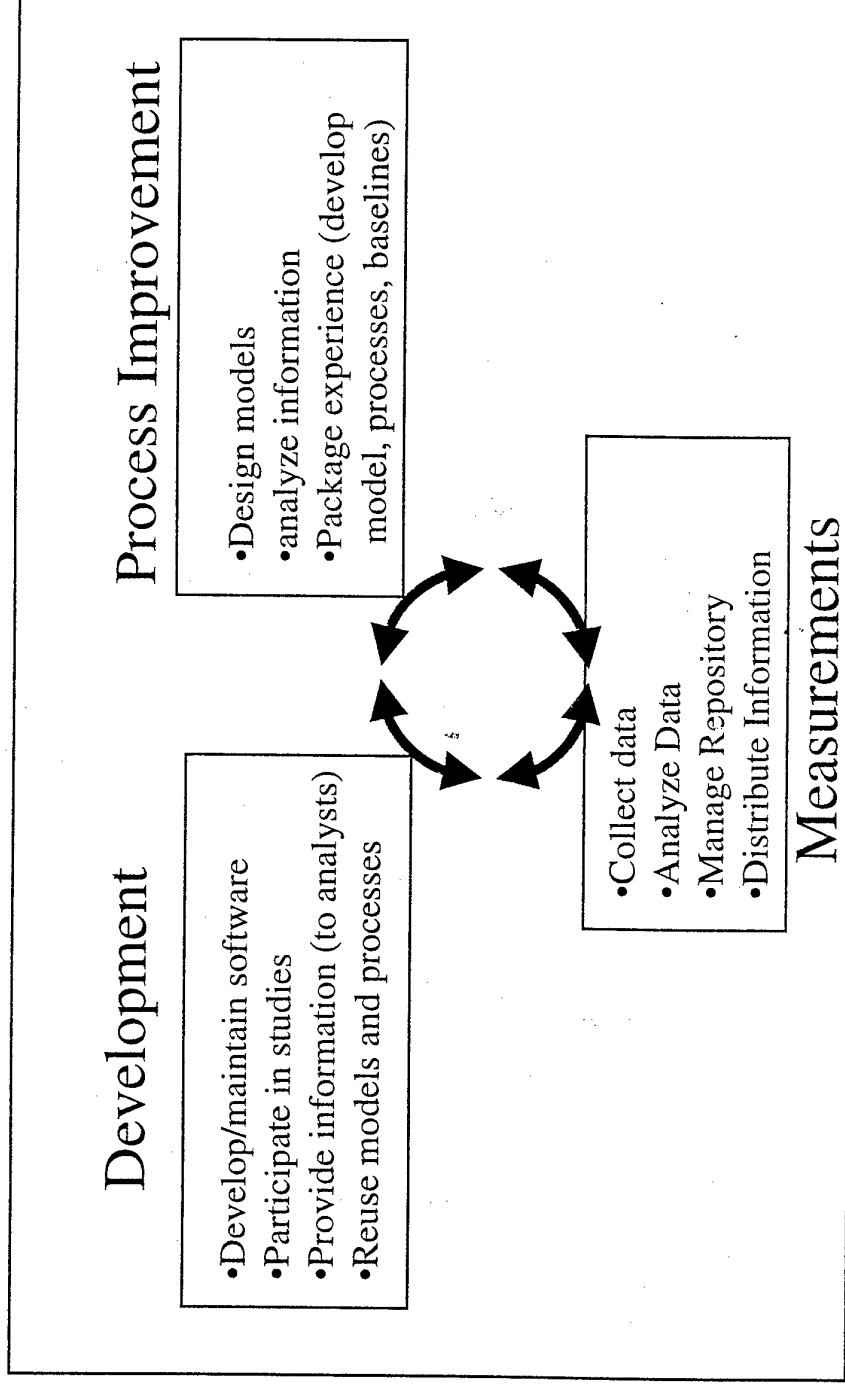 Development
•Develop/maintain software
•Participate in studies
•Provide information (to analysts)
•Reuse models and processes
Process Improvement
•Design models
•analyze information
•Package experience (develop
model, processes, baselines)
•Collect data
•Analyze Data
•Manage Repository
•Distribute Information
Measurements